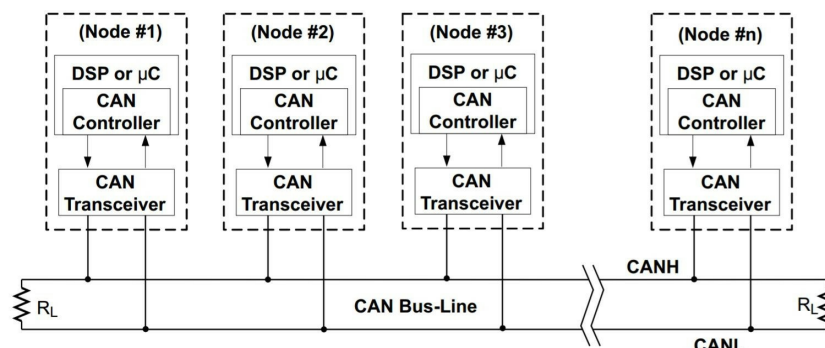 (Node #1)
DSP or µC
CAN
Controller
CAN
Transceiver
(Node #2)
DSP or µC
CAN
Controller
CAN
Transceiver
(Node #3)
DSP or µC
CAN
Controller
CAN
Transceiver
(Node #n)
DSP or µC
CAN
Controller
CAN
Transceiver
CANH
RL
CAN Bus-Line
RL
CANL